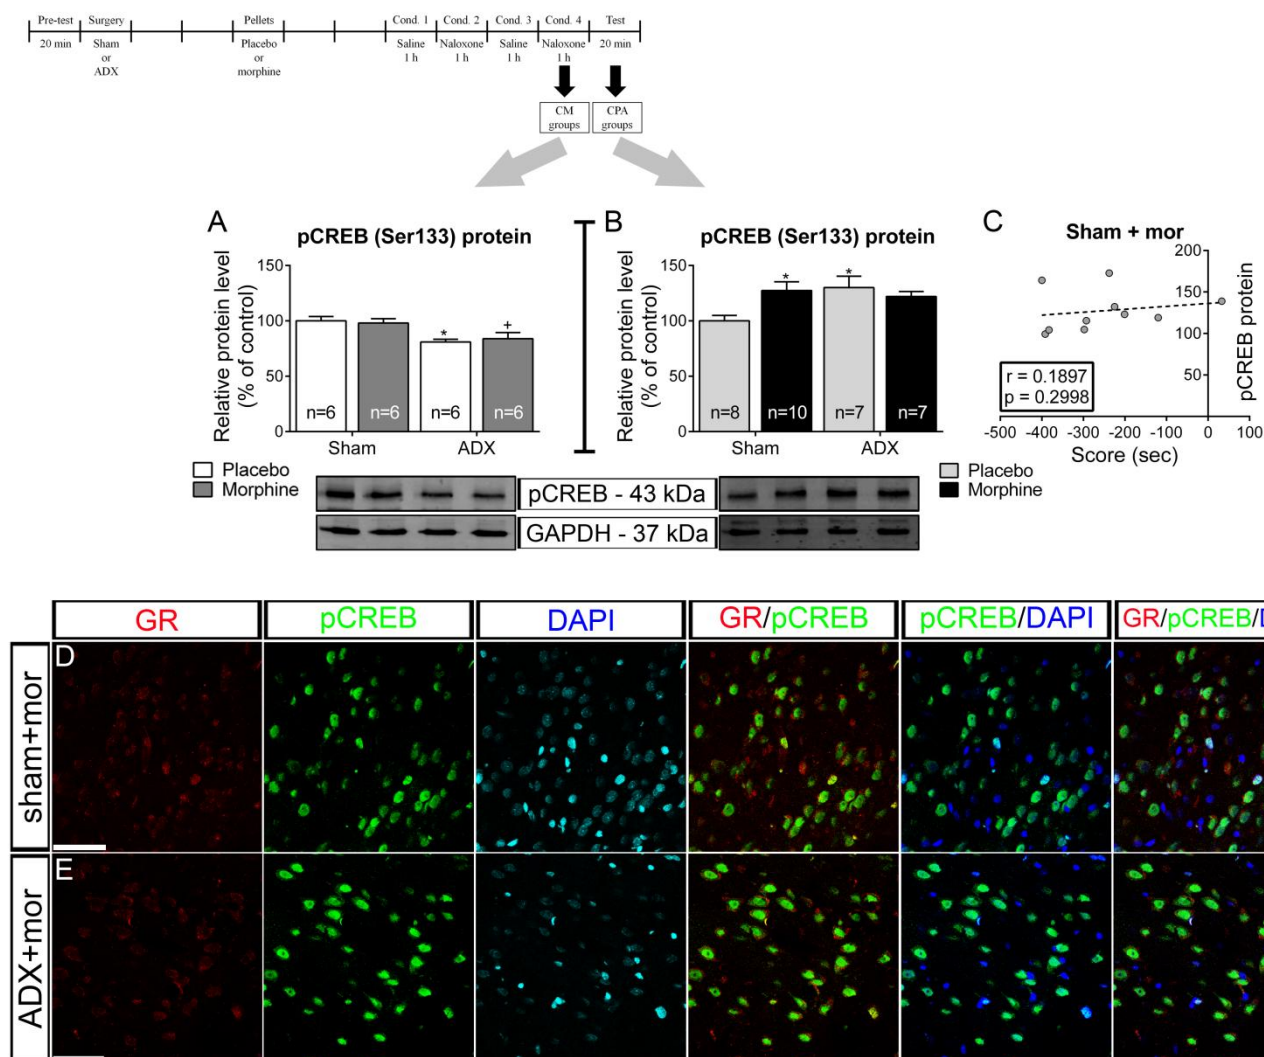 Pre-test Surgery Pellets Cond. 1 Cond. 2 Cond. 3 Cond. 4 Test
20 min Sham Placebo Saline Naloxone Saline Naloxone 20 min
or or 1 h 1 h 1 h 1 h
ADX morphine
CM CPA
groups groups
A
pCREB (Ser133) protein
Relative protein level
(% of control)
150
100
50
0
*
+
n=6 n=6 n=6 n=6
Sham ADX
Placebo
Morphine
B
pCREB (Ser133) protein
Relative protein level
(% of control)
150
100
50
0
* *
n=8 n=10 n=7 n=7
Sham ADX
Placebo
Morphine
C
Sham + mor
200
150
100
50
pCREB protein
r = 0.1897
p = 0.2998
-500 -400 -300 -200 -100 0 100
Score (sec)
pCREB - 43 kDa
GAPDH - 37 kDa
GR pCREB DAPI GR/pCREB pCREB/DAPI GR/pCREB/D
D
sham+mor
E
ADX+mor